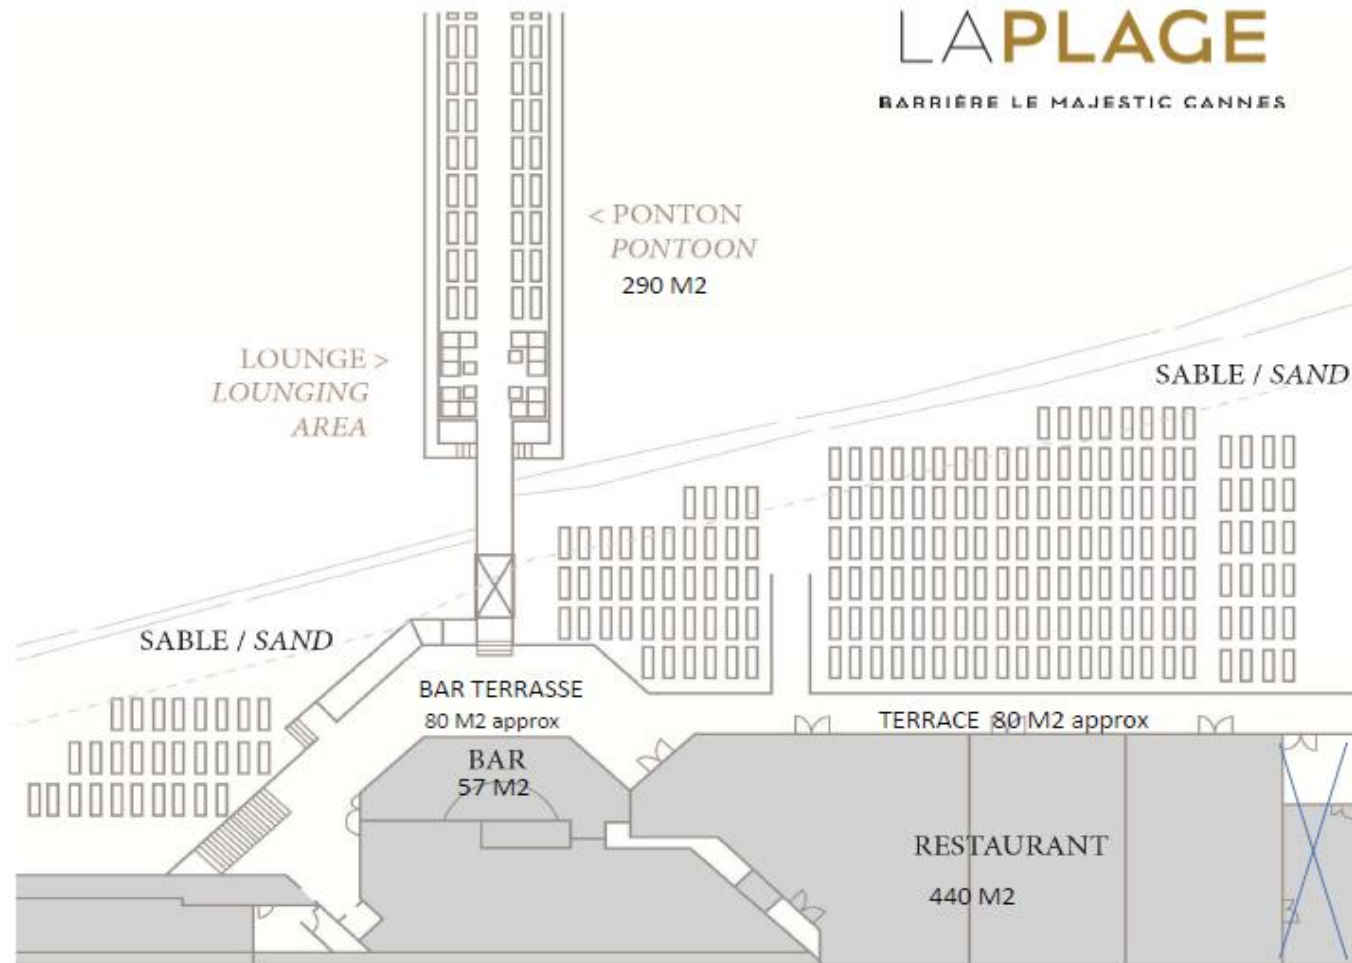 LAPLAGE
BARRIÈRE LE MAJESTIC CANNES
< PONTON
PONTOON
290 M2
LOUNGE >
LOUNGING
AREA
SABLE / SAND
SABLE / SAND
BAR TERRASSE
80 M2 approx
TERRACE 80 M2 approx
BAR
57 M2
RESTAURANT
440 M2